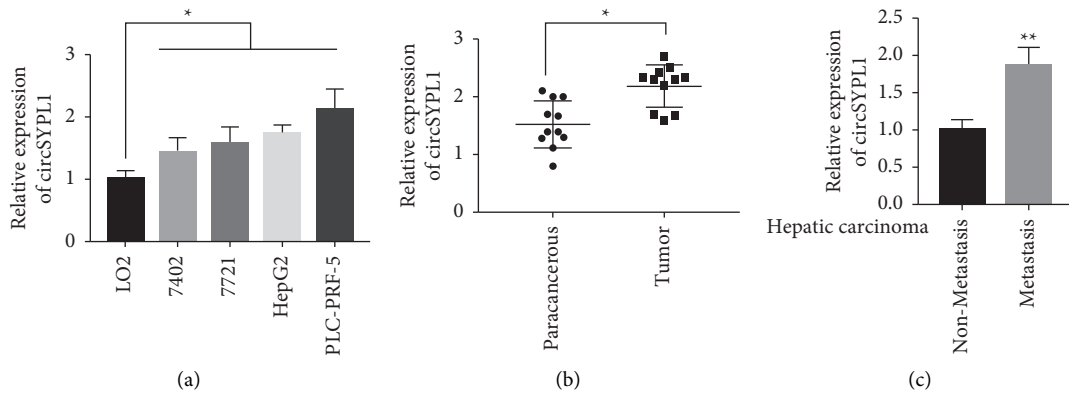 Relative expression
of circSYPL1
3
2
1
0
*
LO2
7402
7721
HepG2
PLC-PRF-5
(a)
Relative expression
of circSYPL1
3
2
1
0
*
Paracancerous
Tumor
(b)
Relative expression
of circSYPL1
2.5
2.0
1.5
1.0
0.5
0.0
**
Hepatic carcinoma
Non-Metastasis
Metastasis
(c)